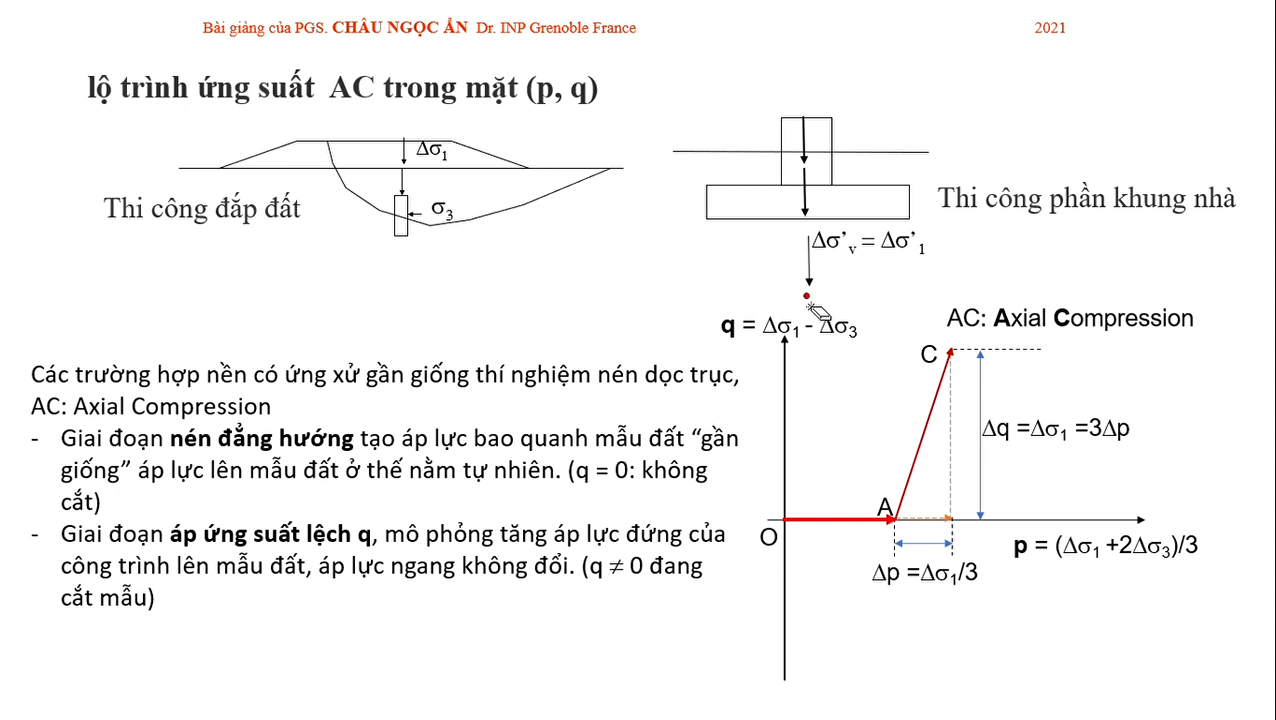 Bài giảng của PGS. CHÂU NGỌC ẨN Dr. INP Grenoble France 2021
lộ trình ứng suất AC trong mặt (p, q)
Δσ1
Thi công đắp đất
σ3
Thi công phần khung nhà
Δσ’v = Δσ’1
q = Δσ1 - Δσ3
AC: Axial Compression
C
Các trường hợp nền có ứng xử gần giống thí nghiệm nén dọc trục,
AC: Axial Compression
- Giai đoạn nén đẳng hướng tạo áp lực bao quanh mẫu đất “gần
giống” áp lực lên mẫu đất ở thế nằm tự nhiên. (q = 0: không
cắt)
- Giai đoạn áp ứng suất lệch q, mô phỏng tăng áp lực đứng của
công trình lên mẫu đất, áp lực ngang không đổi. (q ≠ 0 đang
cắt mẫu)
Δq =Δσ1 =3Δp
A
O
p = (Δσ1 +2Δσ3)/3
Δp =Δσ1/3